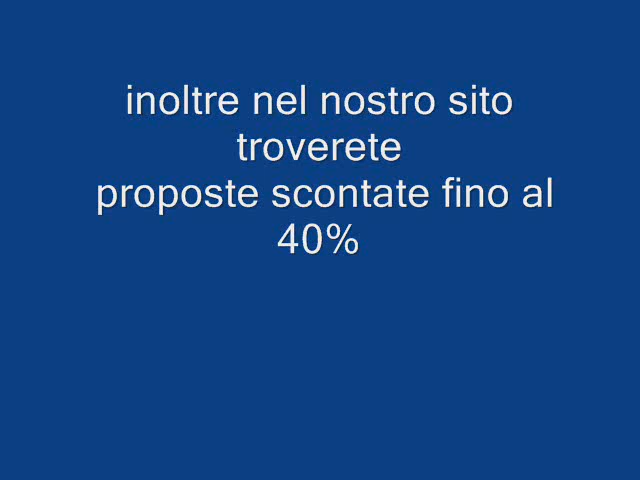 inoltre nel nostro sito
troverete
proposte scontate fino al
40%